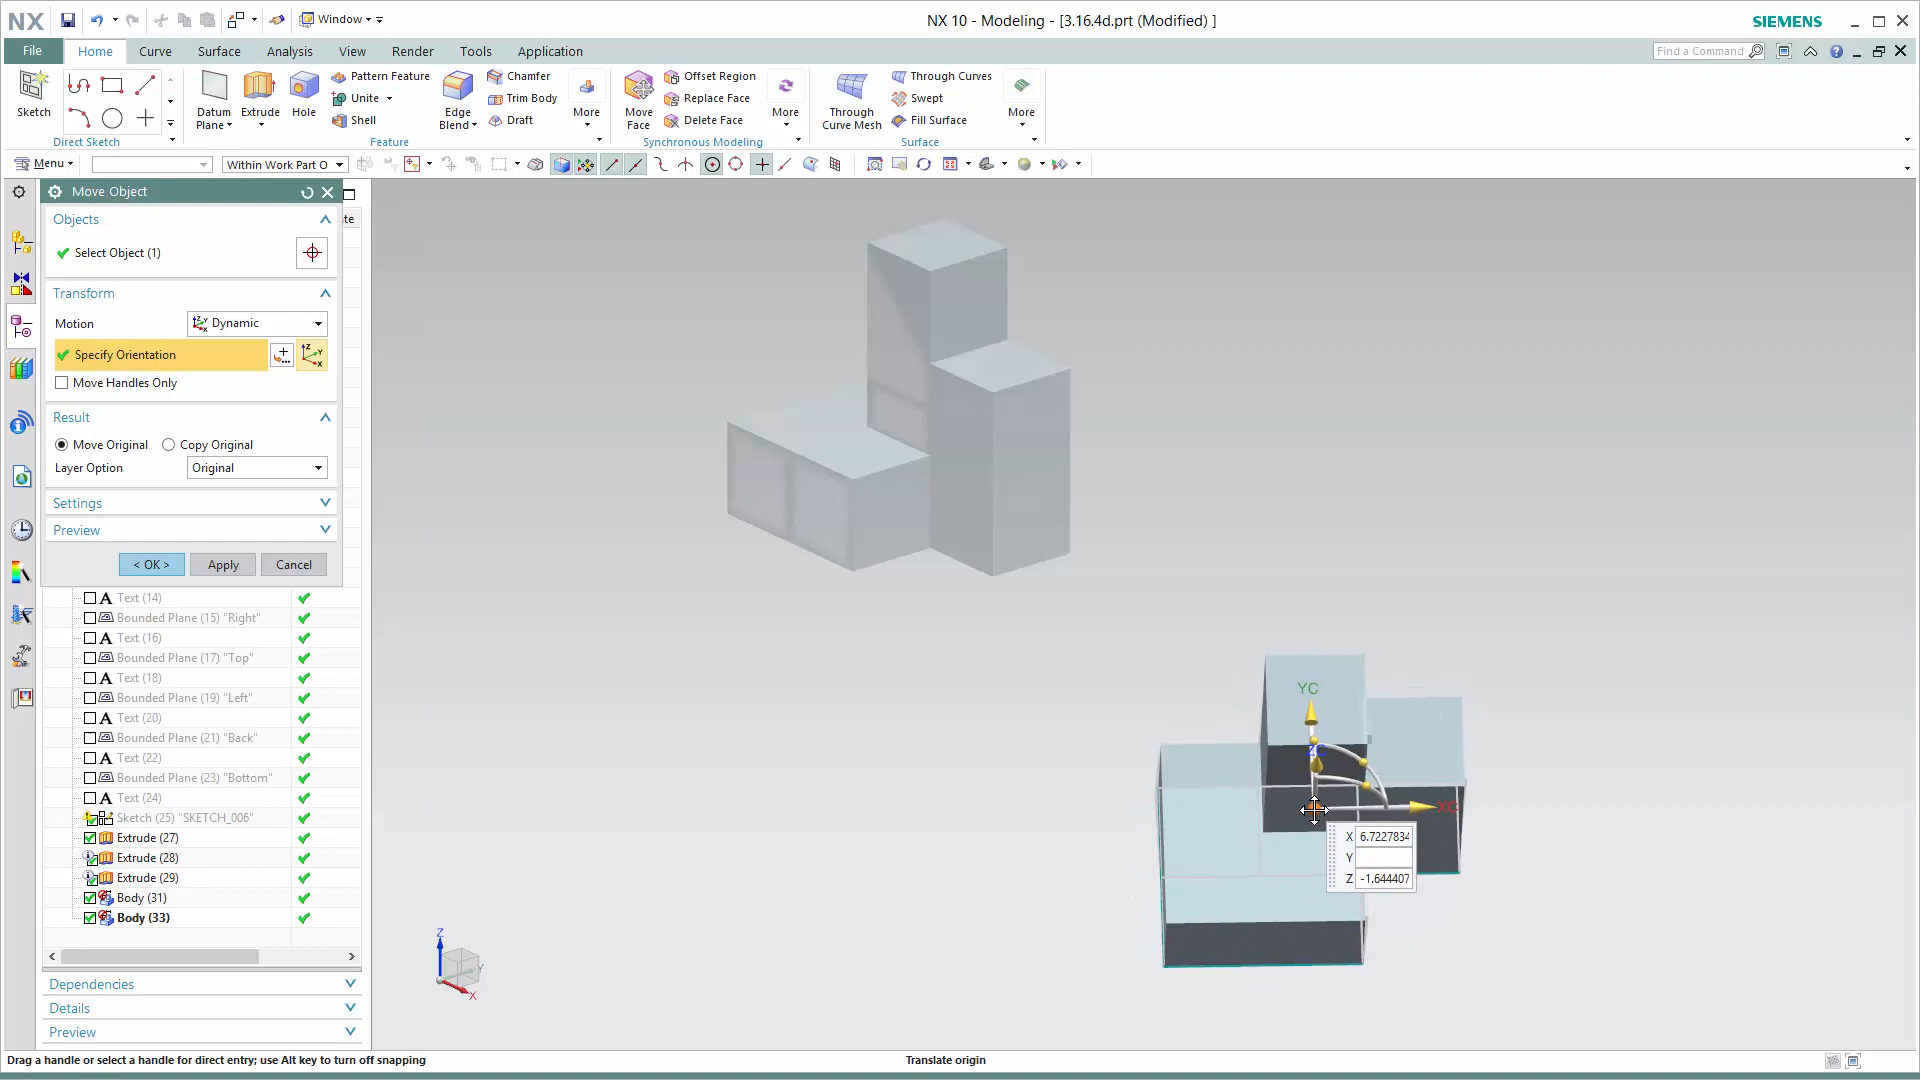 NX
Window
NX 10 - Modeling - [3.16.4d.prt (Modified) ]
SIEMENS
File
Home
Curve
Surface
Analysis
View
Render
Tools
Application
Find a Command
Sketch
Direct Sketch
Datum Plane
Extrude
Hole
Pattern Feature
Unite
Shell
Edge Blend
Chamfer
Trim Body
Draft
More
Feature
Move Face
Offset Region
Replace Face
Delete Face
More
Synchronous Modeling
Through Curve Mesh
Through Curves
Swept
Fill Surface
More
Surface
Menu
Within Work Part O
Move Object
Objects
Select Object (1)
Transform
Motion
Dynamic
Specify Orientation
Move Handles Only
Result
Move Original
Copy Original
Layer Option
Original
Settings
Preview
< OK >
Apply
Cancel
te
Text (14)
Bounded Plane (15) "Right"
Text (16)
Bounded Plane (17) "Top"
Text (18)
Bounded Plane (19) "Left"
Text (20)
Bounded Plane (21) "Back"
Text (22)
Bounded Plane (23) "Bottom"
Text (24)
Sketch (25) "SKETCH_006"
Extrude (27)
Extrude (28)
Extrude (29)
Body (31)
Body (33)
Dependencies
Details
Preview
YC
ZC
XC
X 6.7227834
Y
Z -1.644407
Z
Y
X
Drag a handle or select a handle for direct entry; use Alt key to turn off snapping
Translate origin